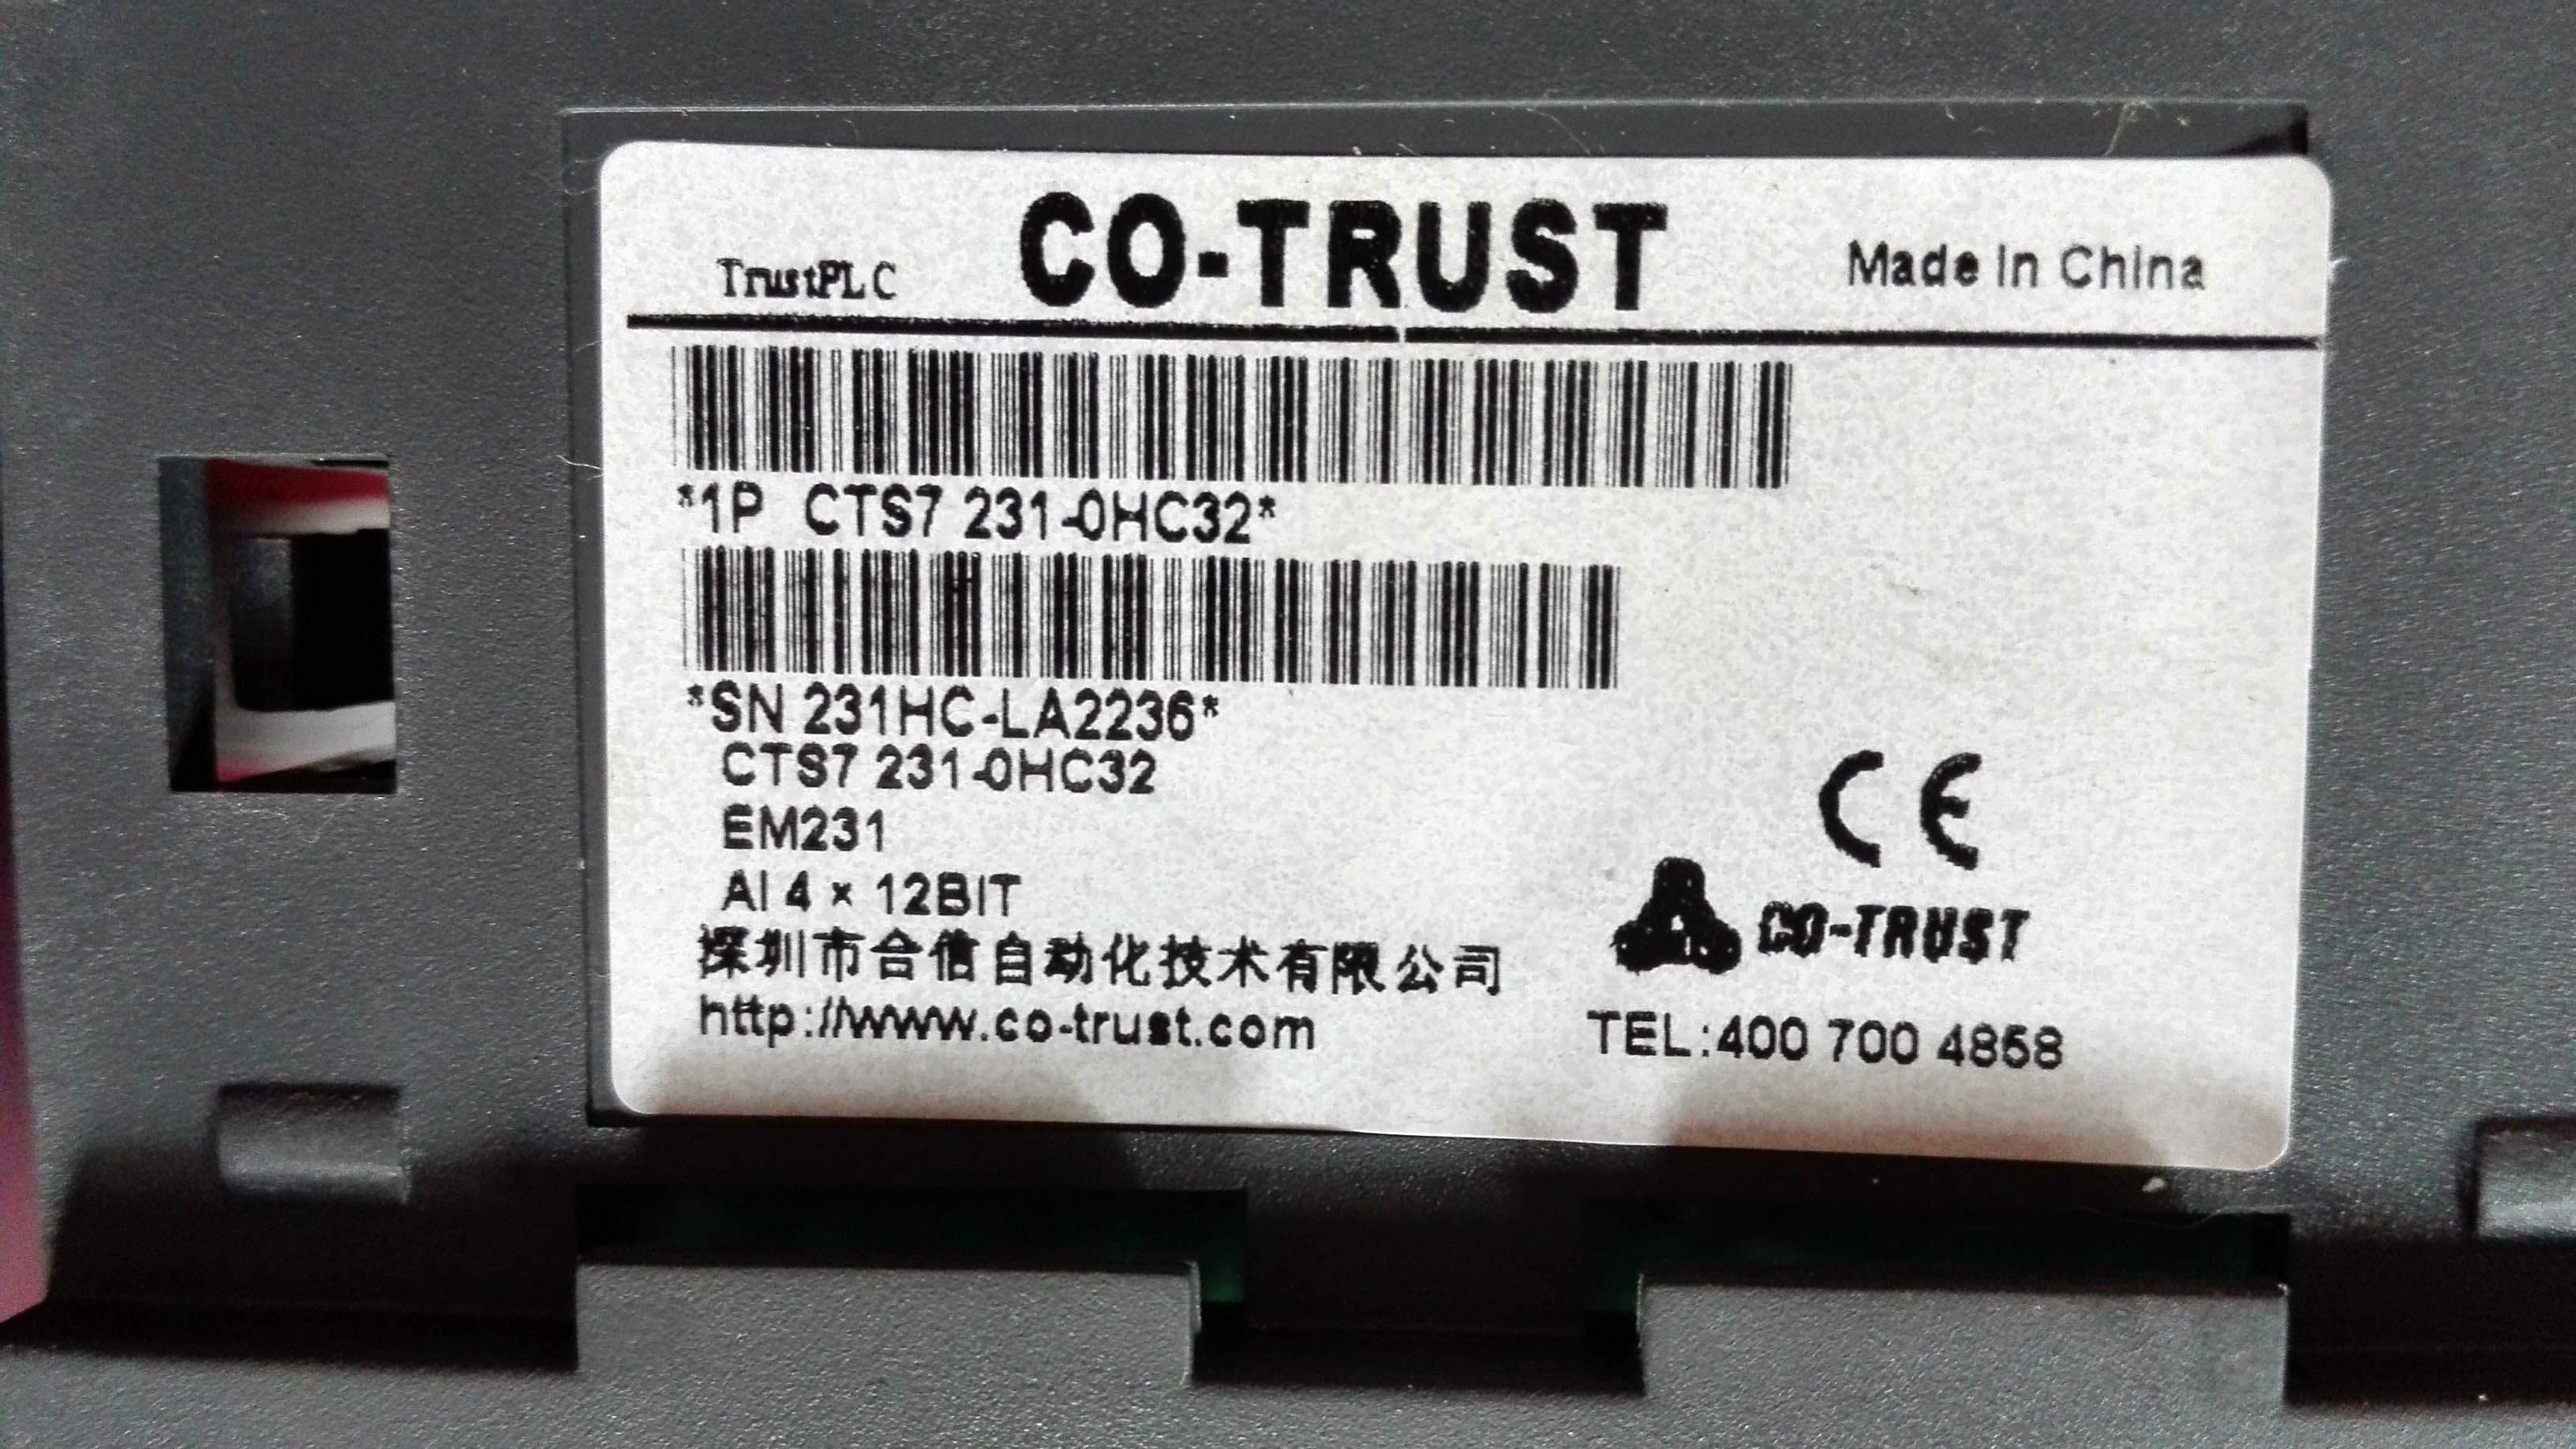 TrustPLC CO-TRUST Made in China
*1P CTS7 231-0HC32*
*SN 231HC-LA2236*
CTS7 231-0HC32
EM231
AI 4 × 12BIT
深圳市合信自动化技术有限公司
http://www.co-trust.com
CE
CO-TRUST
TEL:400 700 4858